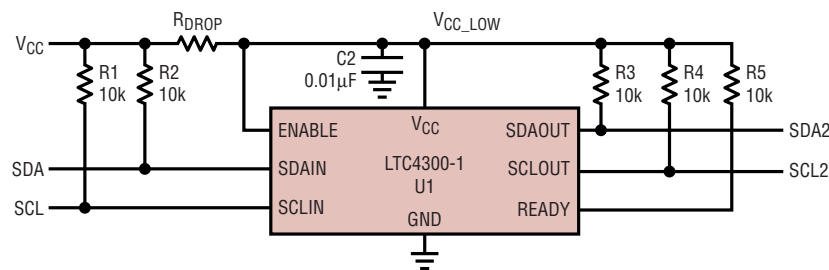 RDROP
VCC
VCC_LOW
R1
10k
R2
10k
C2
0.01μF
R3
10k
R4
10k
R5
10k
ENABLE
VCC
SDAOUT
SDA2
SDA
SDAIN
LTC4300-1
U1
SCLOUT
SCL2
SCL
SCLIN
GND
READY